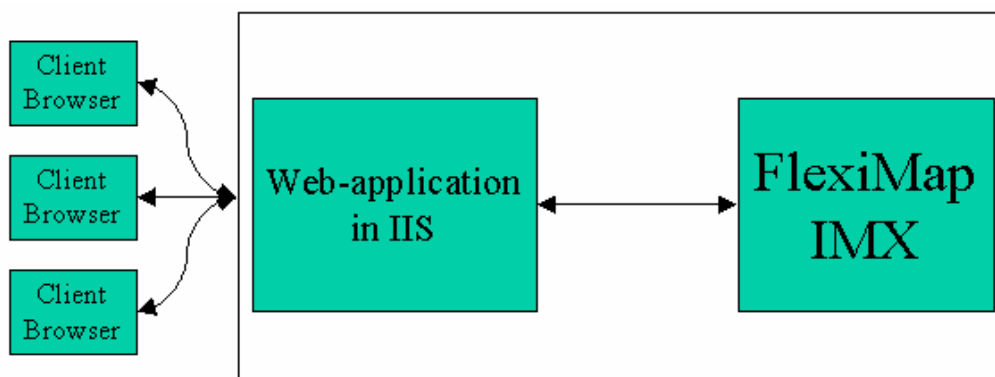 Client
Browser
Client
Browser
Client
Browser
Web-application
in IIS
FlexiMap
IMX